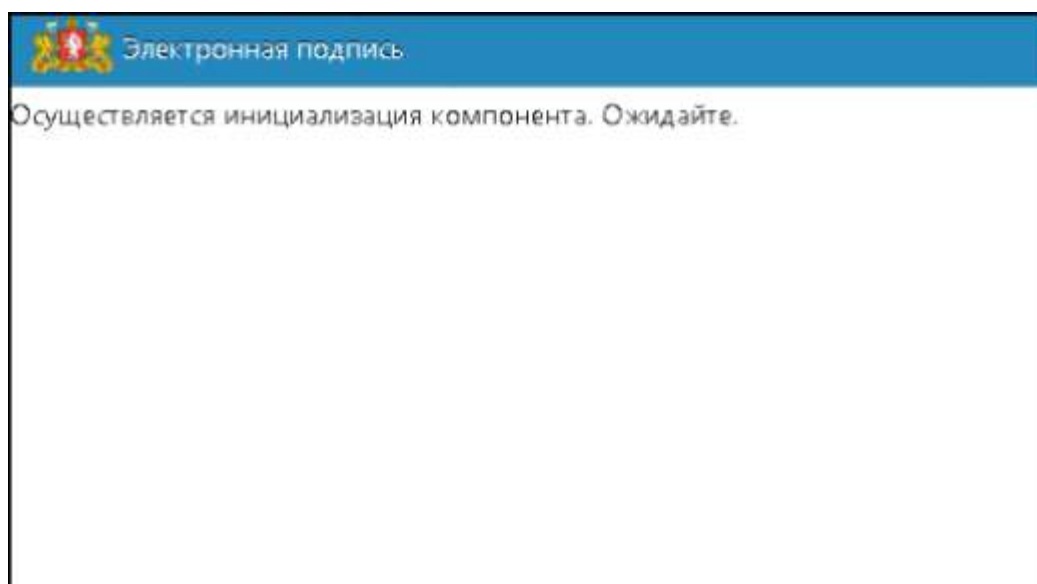 Электронная подпись
Осуществляется инициализация компонента. Ожидайте.